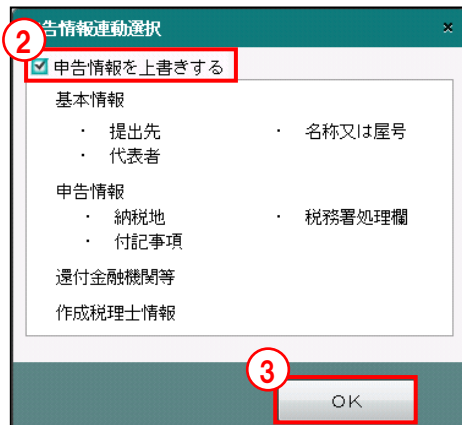 告情報連動選択 ×
②
申告情報を上書きする
基本情報
・ 提出先 ・ 名称又は屋号
・ 代表者
申告情報
・ 納税地 ・ 税務署処理欄
・ 付記事項
還付金融機関等
作成税理士情報
③
OK